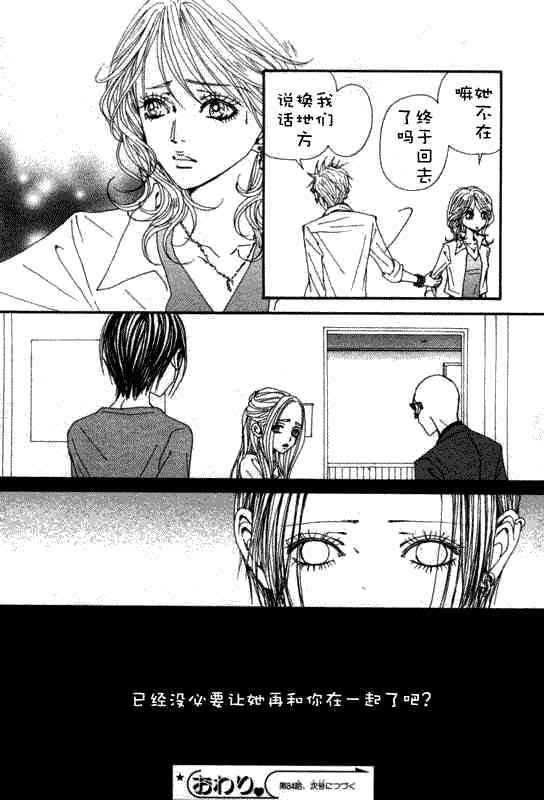 她不在
嘛
终于回去
了吗
我们
换地方
说话
已经没必要让她再和你在一起了吧?
★おわり♥ 第84話、次号につづく